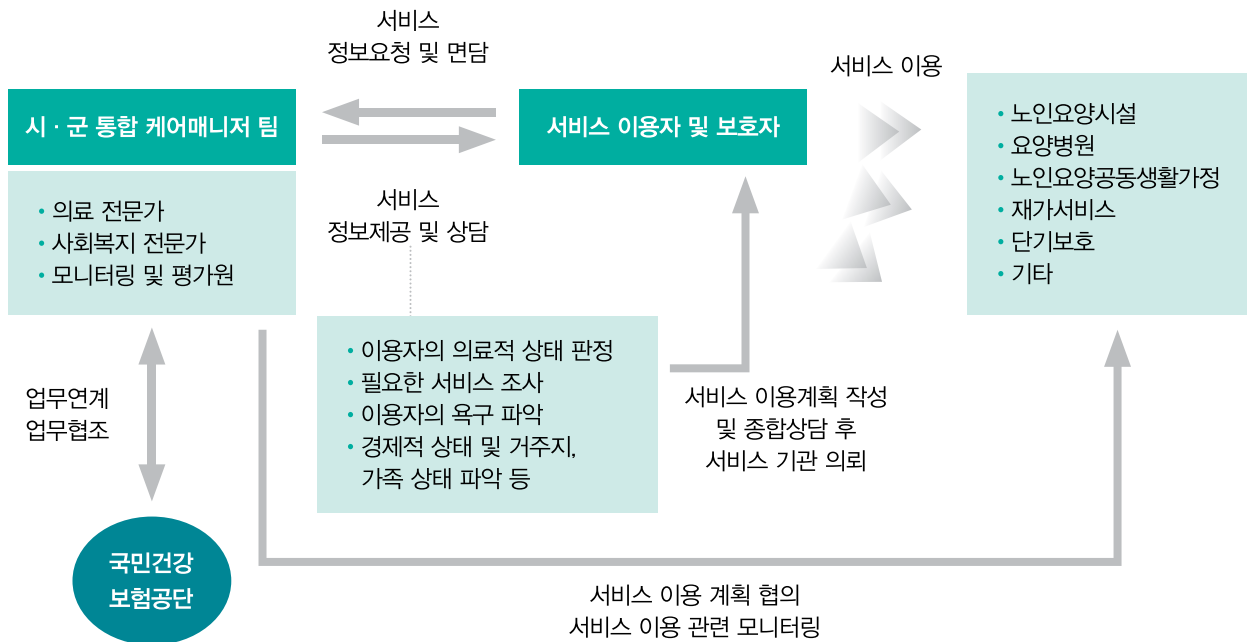 서비스
정보요청 및 면담
서비스 이용
시 · 군 통합 케어매니저 팀
서비스 이용자 및 보호자
• 노인요양시설
• 요양병원
• 노인요양공동생활가정
• 재가서비스
• 단기보호
• 기타
• 의료 전문가
• 사회복지 전문가
• 모니터링 및 평가원
서비스
정보제공 및 상담
• 이용자의 의료적 상태 판정
• 필요한 서비스 조사
• 이용자의 욕구 파악
• 경제적 상태 및 거주지,
가족 상태 파악 등
서비스 이용계획 작성
및 종합상담 후
서비스 기관 의뢰
업무연계
업무협조
국민건강
보험공단
서비스 이용 계획 협의
서비스 이용 관련 모니터링